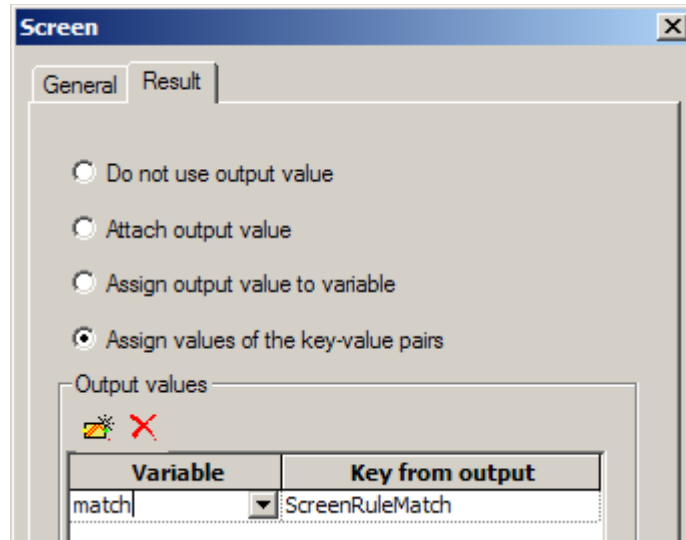 Screen
General Result
Do not use output value
Attach output value
Assign output value to variable
Assign values of the key-value pairs
Output values
Variable Key from output
match ScreenRuleMatch